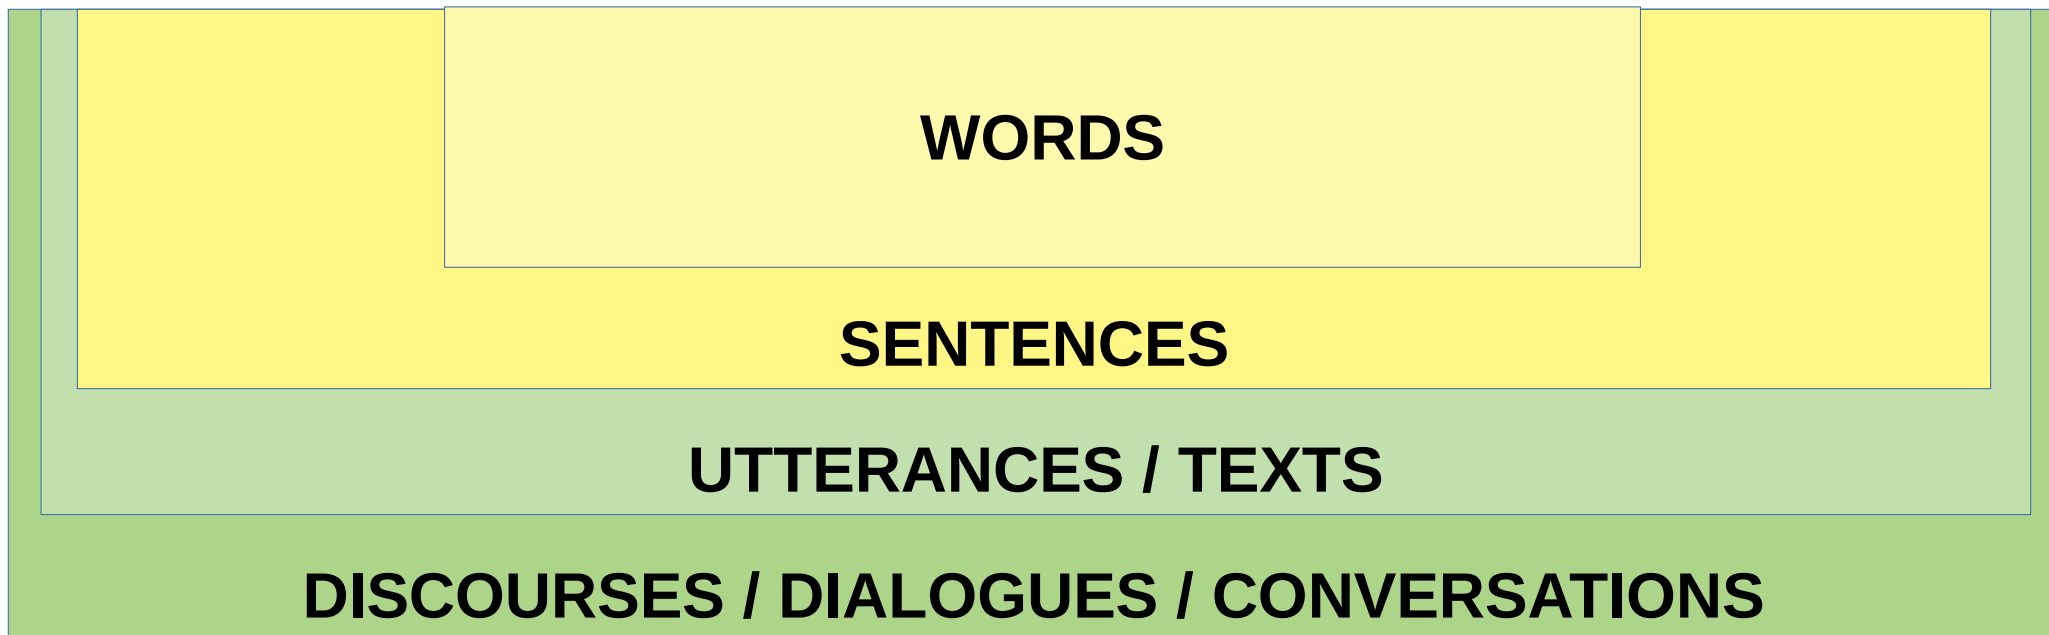 WORDS
SENTENCES
UTTERANCES / TEXTS
DISCOURSES / DIALOGUES / CONVERSATIONS